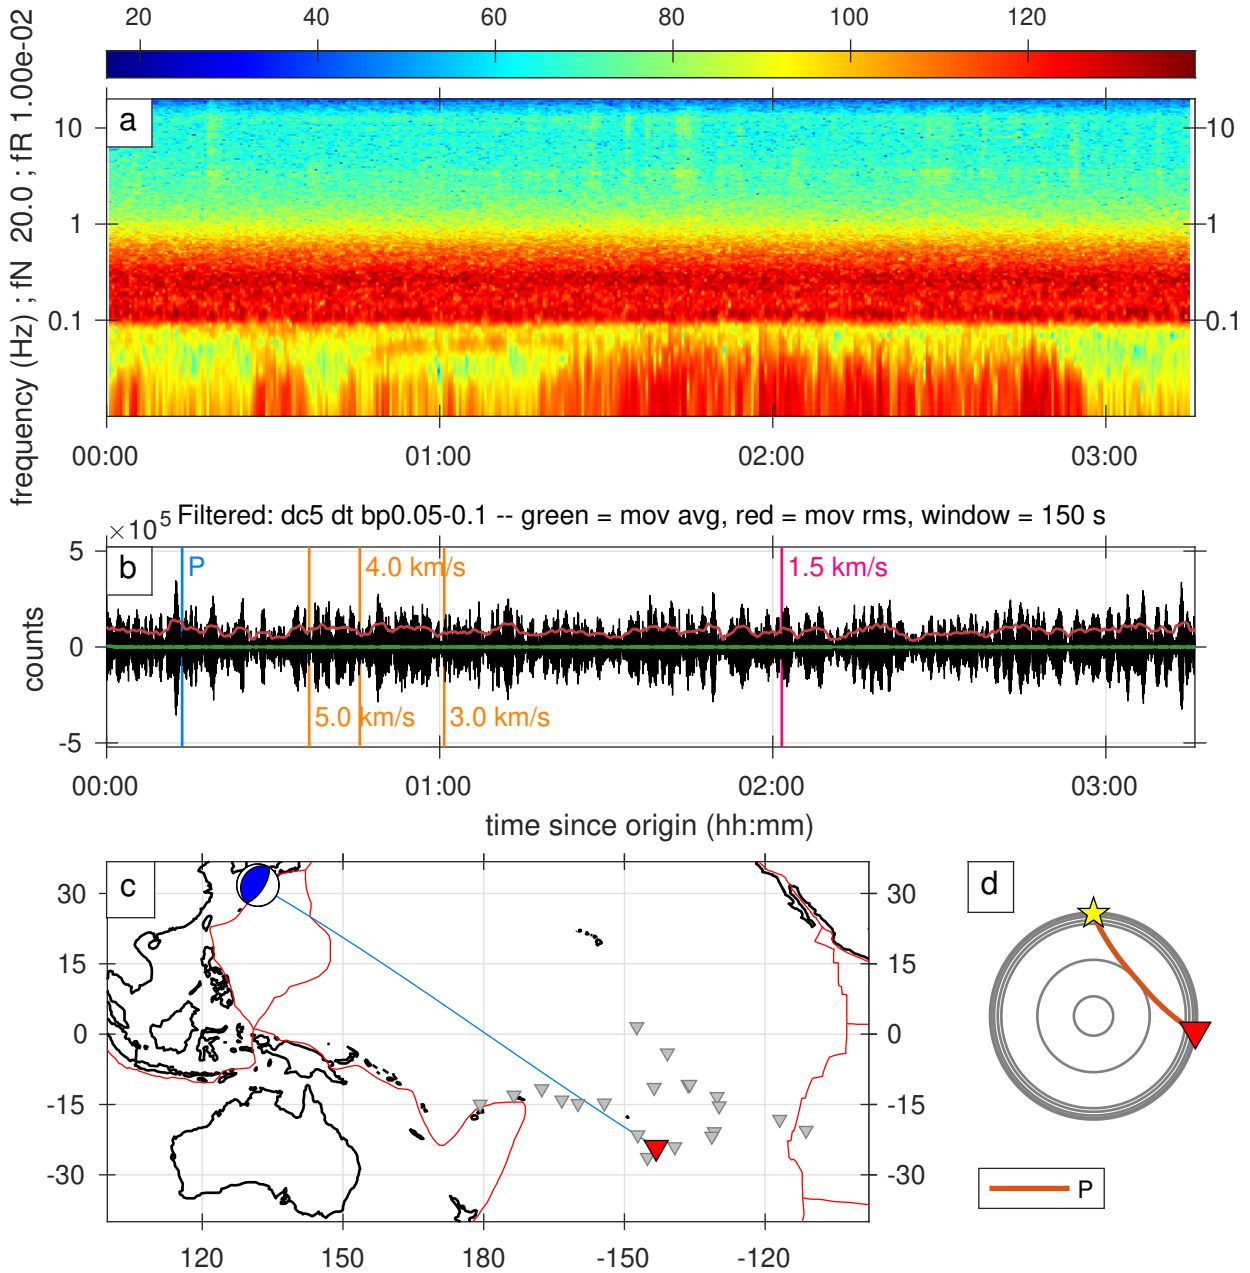 20 40 60 80 100 120
frequency (Hz) ; fN 20.0 ; fR 1.00e-02
a
10 10
1 1
0.1 0.1
00:00 01:00 02:00 03:00
×10^5 Filtered: dc5 dt bp0.05-0.1 -- green = mov avg, red = mov rms, window = 150 s
b
counts
5
0
-5
P 4.0 km/s 1.5 km/s
5.0 km/s 3.0 km/s
00:00 01:00 02:00 03:00
time since origin (hh:mm)
c
d
30 30
15 15
0 0
-15 -15
-30 -30
120 150 180 -150 -120
P